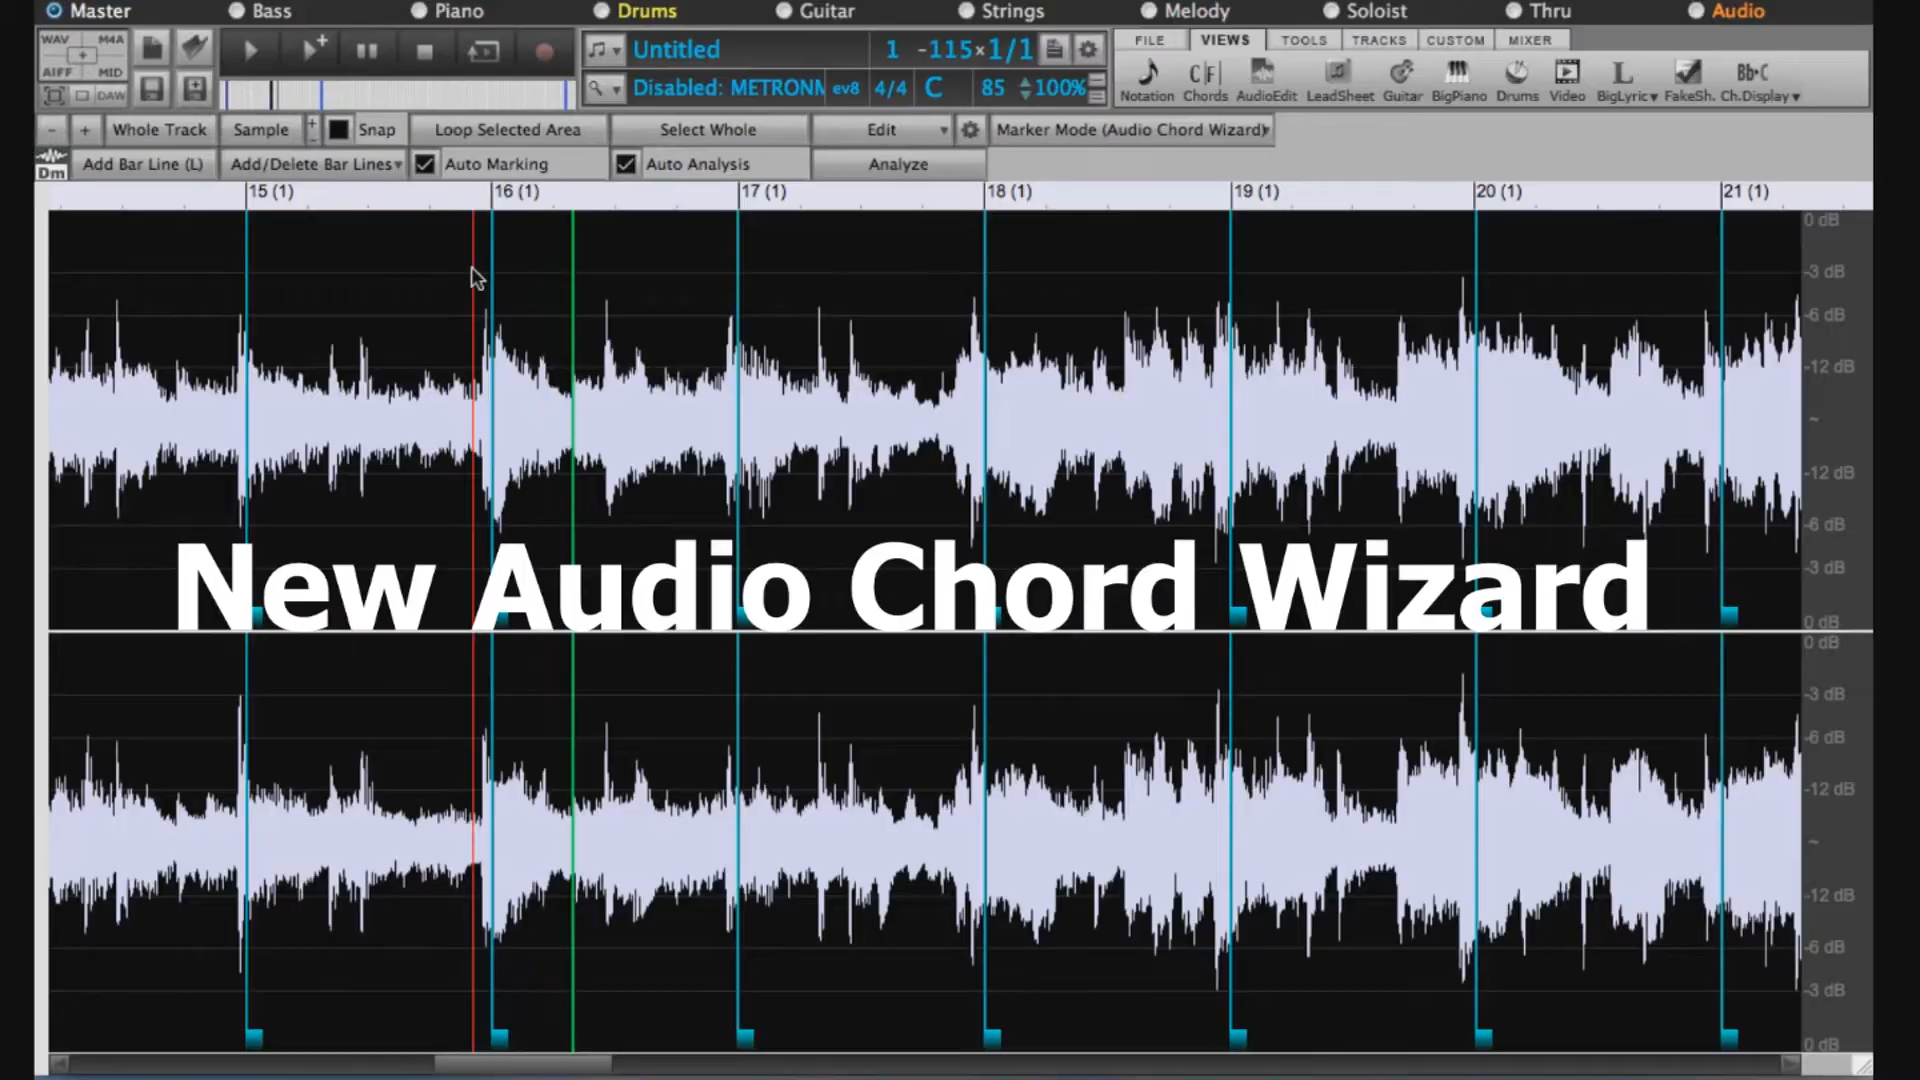 Master Bass Piano Drums Guitar Strings Melody Soloist Thru Audio
WAV M4A
AIFF MID
DAW
Untitled 1 -115x1/1
Disabled: METRONM ev8 4/4 C 85 100%
FILE VIEWS TOOLS TRACKS CUSTOM MIXER
Notation Chords AudioEdit LeadSheet Guitar BigPiano Drums Video BigLyric FakeSh. Ch.Display
C F
L
Bb·C
- + Whole Track Sample + - Snap Loop Selected Area Select Whole Edit Marker Mode (Audio Chord Wizard)
Dm Add Bar Line (L) Add/Delete Bar Lines Auto Marking Auto Analysis Analyze
15 (1) 16 (1) 17 (1) 18 (1) 19 (1) 20 (1) 21 (1)
0 dB
-3 dB
-6 dB
-12 dB
~
-12 dB
-6 dB
-3 dB
New Audio Chord Wizard
0 dB
0 dB
-3 dB
-6 dB
-12 dB
~
-12 dB
-6 dB
-3 dB
0 dB